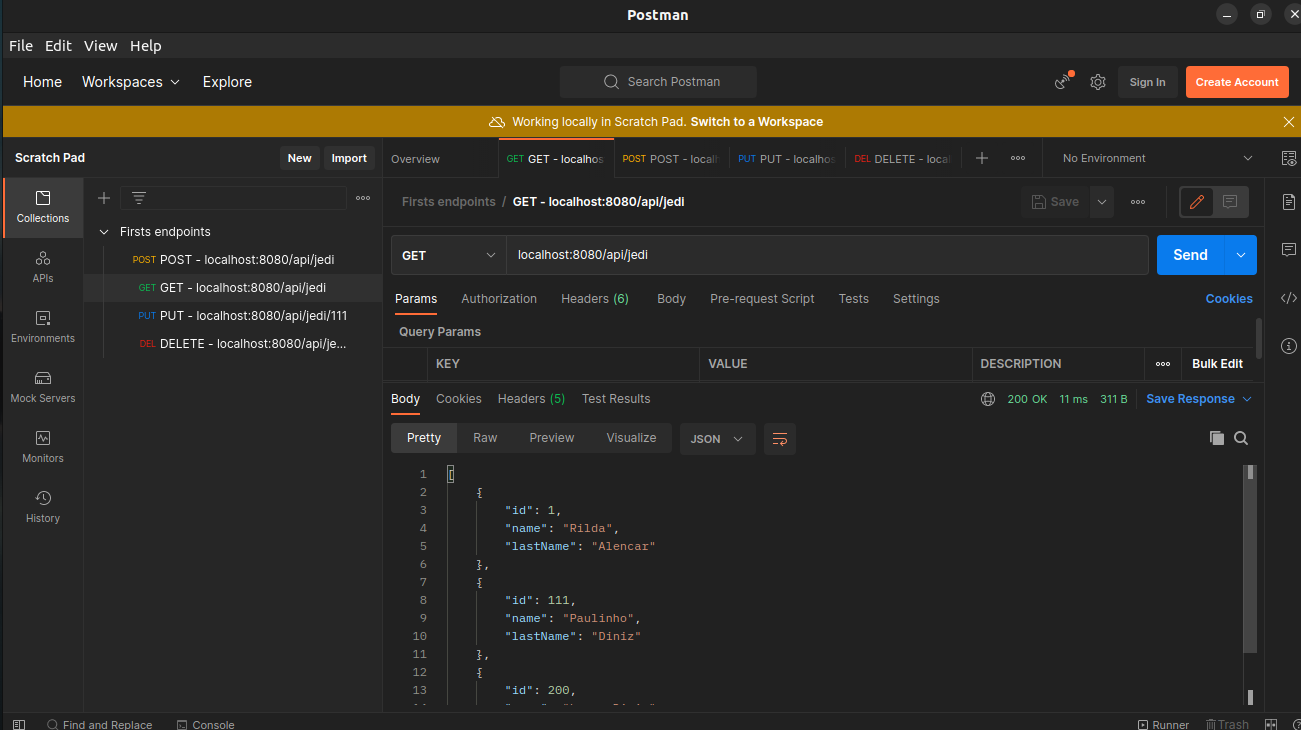 Postman
File Edit View Help
Home Workspaces Explore Search Postman Sign In Create Account
Working locally in Scratch Pad. Switch to a Workspace
Scratch Pad New Import
Overview GET GET - localhos POST POST - localh PUT PUT - localhos DEL DELETE - local No Environment
Collections
APIs
Environments
Mock Servers
Monitors
History
Firsts endpoints
POST POST - localhost:8080/api/jedi
GET GET - localhost:8080/api/jedi
PUT PUT - localhost:8080/api/jedi/111
DEL DELETE - localhost:8080/api/je...
Firsts endpoints / GET - localhost:8080/api/jedi Save
GET localhost:8080/api/jedi Send
Params Authorization Headers (6) Body Pre-request Script Tests Settings Cookies
Query Params
KEY VALUE DESCRIPTION Bulk Edit
Body Cookies Headers (5) Test Results 200 OK 11 ms 311 B Save Response
Pretty Raw Preview Visualize JSON
1 [
2 {
3 "id": 1,
4 "name": "Rilda",
5 "lastName": "Alencar"
6 },
7 {
8 "id": 111,
9 "name": "Paulinho",
10 "lastName": "Diniz"
11 },
12 {
13 "id": 200,
Find and Replace Console Runner Trash